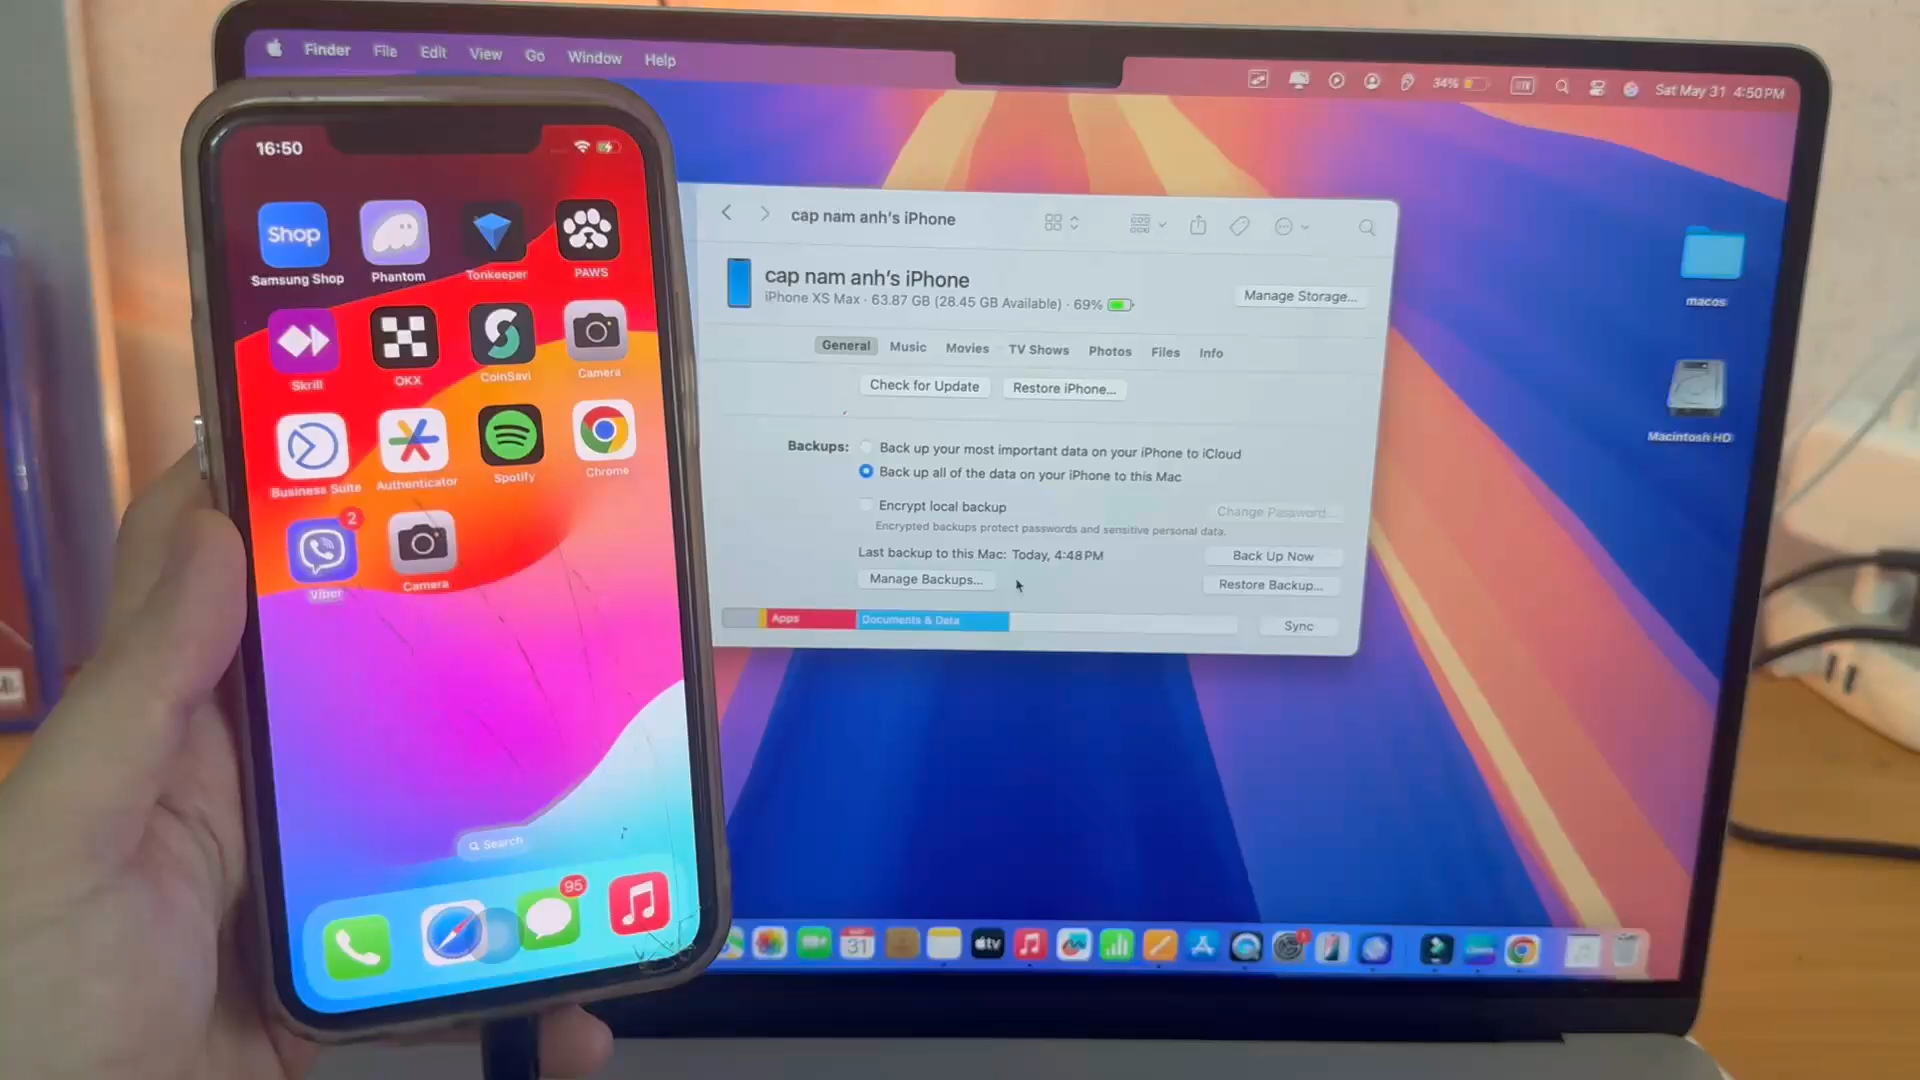 Finder File Edit View Go Window Help
34%
Sat May 31 4:50 PM
16:50
Shop
Samsung Shop
Phantom
Tonkeeper
PAWS
Skrill
OKX
CoinSavi
Camera
Business Suite
Authenticator
Spotify
Chrome
2
Viber
Camera
Search
95
cap nam anh's iPhone
cap nam anh's iPhone
iPhone XS Max · 63.87 GB (28.45 GB Available) · 69%
Manage Storage...
General Music Movies TV Shows Photos Files Info
Check for Update Restore iPhone...
Backups:
Back up your most important data on your iPhone to iCloud
Back up all of the data on your iPhone to this Mac
Encrypt local backup
Change Password...
Encrypted backups protect passwords and sensitive personal data.
Last backup to this Mac: Today, 4:48 PM
Back Up Now
Manage Backups...
Restore Backup...
Apps
Documents & Data
Sync
macos
Macintosh HD
31
tv